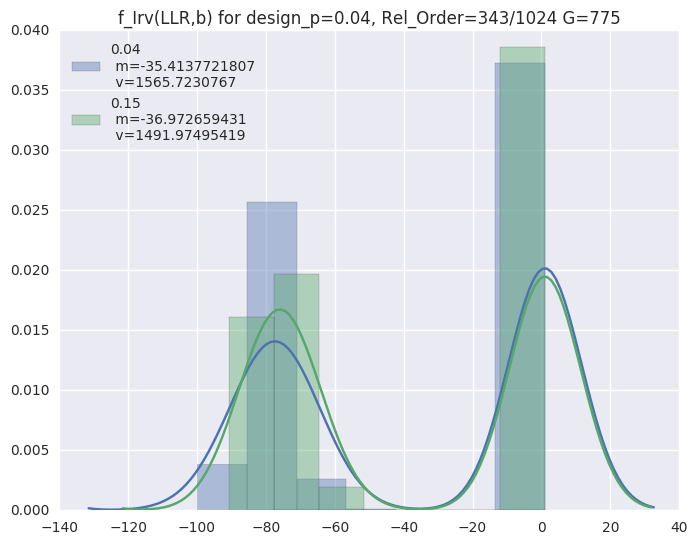 f_Irv(LLR,b) for design_p=0.04, Rel_Order=343/1024 G=775
0.04
m=-35.4137721807
v=1565.7230767
0.15
m=-36.972659431
v=1491.97495419
0.040
0.035
0.030
0.025
0.020
0.015
0.010
0.005
0.000
−140 −120 −100 −80 −60 −40 −20 0 20 40